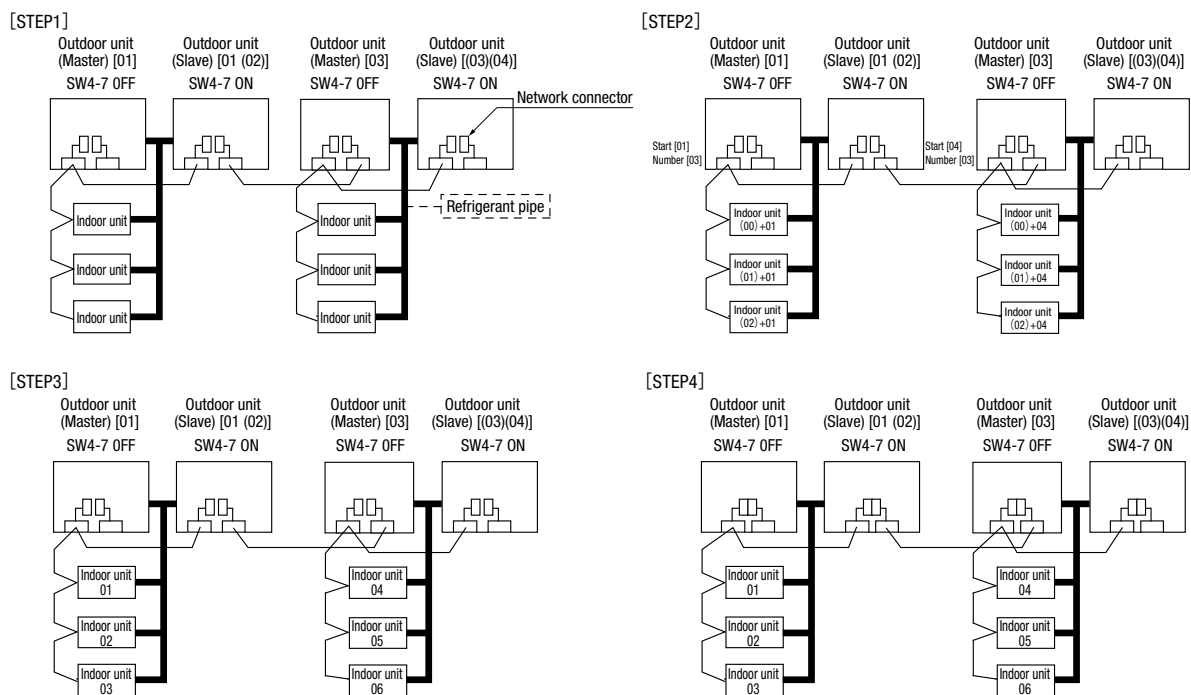 [STEP1]
Outdoor unit
(Master) [01]
SW4-7 OFF
Outdoor unit
(Slave) [01 (02)]
SW4-7 ON
Outdoor unit
(Master) [03]
SW4-7 OFF
Outdoor unit
(Slave) [(03)(04)]
SW4-7 ON
Network connector
Refrigerant pipe
Indoor unit
Indoor unit
Indoor unit
Indoor unit
Indoor unit
Indoor unit
[STEP2]
Outdoor unit
(Master) [01]
SW4-7 OFF
Outdoor unit
(Slave) [01 (02)]
SW4-7 ON
Outdoor unit
(Master) [03]
SW4-7 OFF
Outdoor unit
(Slave) [(03)(04)]
SW4-7 ON
Start [01]
Number [03]
Start [04]
Number [03]
Indoor unit
(00)+01
Indoor unit
(01)+01
Indoor unit
(02)+01
Indoor unit
(00)+04
Indoor unit
(01)+04
Indoor unit
(02)+04
[STEP3]
Outdoor unit
(Master) [01]
SW4-7 OFF
Outdoor unit
(Slave) [01 (02)]
SW4-7 ON
Outdoor unit
(Master) [03]
SW4-7 OFF
Outdoor unit
(Slave) [(03)(04)]
SW4-7 ON
Indoor unit
01
Indoor unit
02
Indoor unit
03
Indoor unit
04
Indoor unit
05
Indoor unit
06
[STEP4]
Outdoor unit
(Master) [01]
SW4-7 OFF
Outdoor unit
(Slave) [01 (02)]
SW4-7 ON
Outdoor unit
(Master) [03]
SW4-7 OFF
Outdoor unit
(Slave) [(03)(04)]
SW4-7 ON
Indoor unit
01
Indoor unit
02
Indoor unit
03
Indoor unit
04
Indoor unit
05
Indoor unit
06